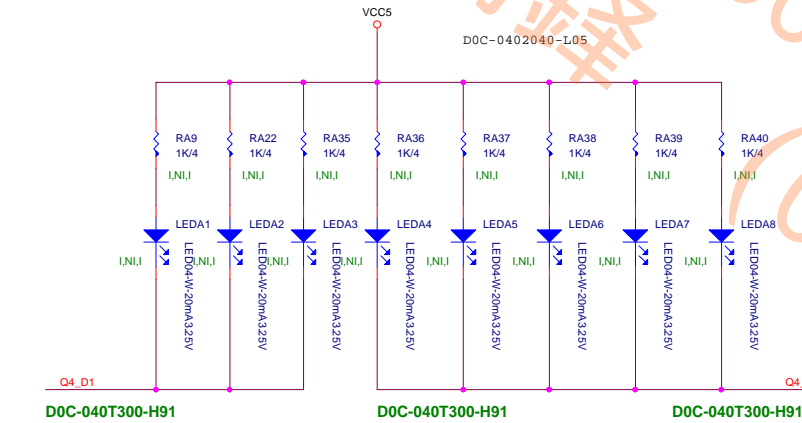 VCC5
D0C-0402040-L05
RA9
1K/4
I,NI,I
RA22
1K/4
I,NI,I
RA35
1K/4
I,NI,I
RA36
1K/4
I,NI,I
RA37
1K/4
I,NI,I
RA38
1K/4
I,NI,I
RA39
1K/4
I,NI,I
RA40
1K/4
I,NI,I
LEDA1
LED04-W-20mA3.25V
I,NI,I
LEDA2
LED04-W-20mA3.25V
I,NI,I
LEDA3
LED04-W-20mA3.25V
I,NI,I
LEDA4
LED04-W-20mA3.25V
I,NI,I
LEDA5
LED04-W-20mA3.25V
I,NI,I
LEDA6
LED04-W-20mA3.25V
I,NI,I
LEDA7
LED04-W-20mA3.25V
I,NI,I
LEDA8
LED04-W-20mA3.25V
I,NI,I
Q4_D1
D0C-040T300-H91
D0C-040T300-H91
D0C-040T300-H91